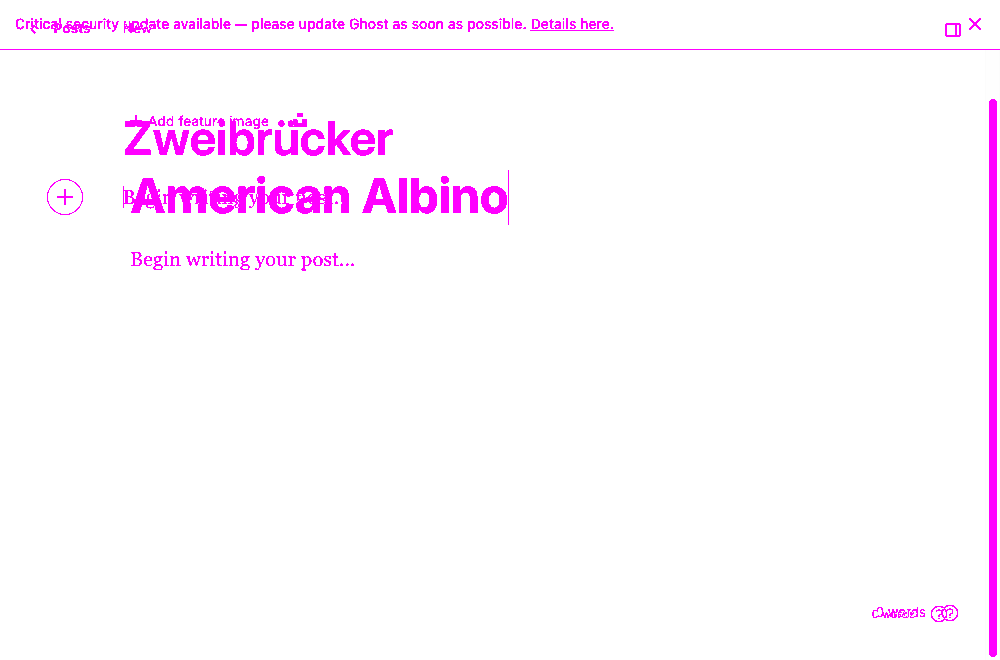 Critical security update available — please update Ghost as soon as possible. Details here.
Posts
New
Add feature image
Zweibrücker
American Albino
Begin writing your post...
Begin writing your post...
0 words